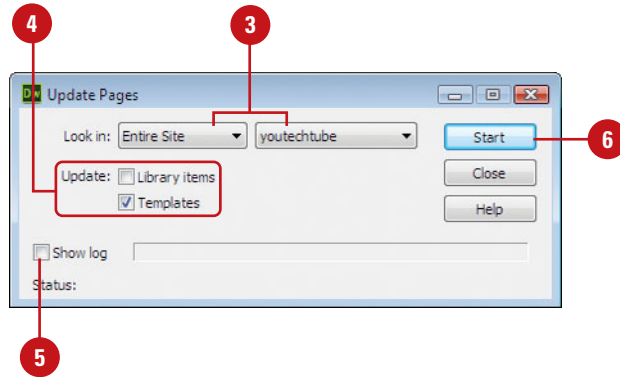 4
3
Dw Update Pages
Look in: Entire Site youtechtube Start
6
Update: Library items Close
Templates Help
Show log
Status:
5